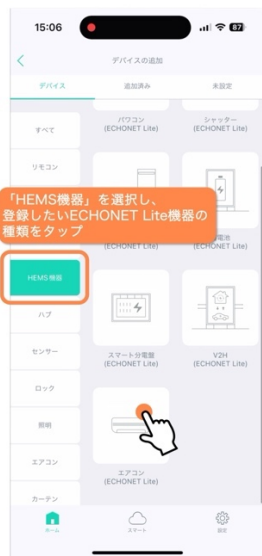 15:06
87
デバイスの追加
デバイス
追加済み
未設定
すべて
パワコン
(ECHONET Lite)
シャッター
(ECHONET Lite)
リモコン
「HEMS機器」を選択し、
登録したいECHONET Lite機器の
種類をタップ
(ECHONET Lite)
電池
(ECHONET Lite)
HEMS機器
ハブ
センサー
スマート分電盤
(ECHONET Lite)
V2H
(ECHONET Lite)
ロック
照明
エアコン
エアコン
(ECHONET Lite)
カーテン
ホーム
スマート
設定